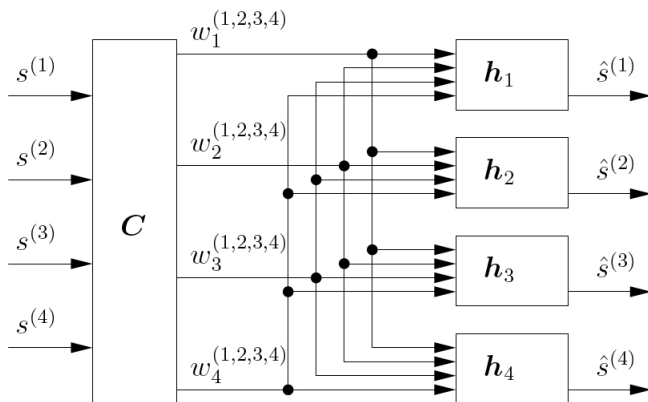 s^(1)
s^(2)
s^(3)
s^(4)
C
w_1^(1,2,3,4)
w_2^(1,2,3,4)
w_3^(1,2,3,4)
w_4^(1,2,3,4)
h_1
h_2
h_3
h_4
ŝ^(1)
ŝ^(2)
ŝ^(3)
ŝ^(4)